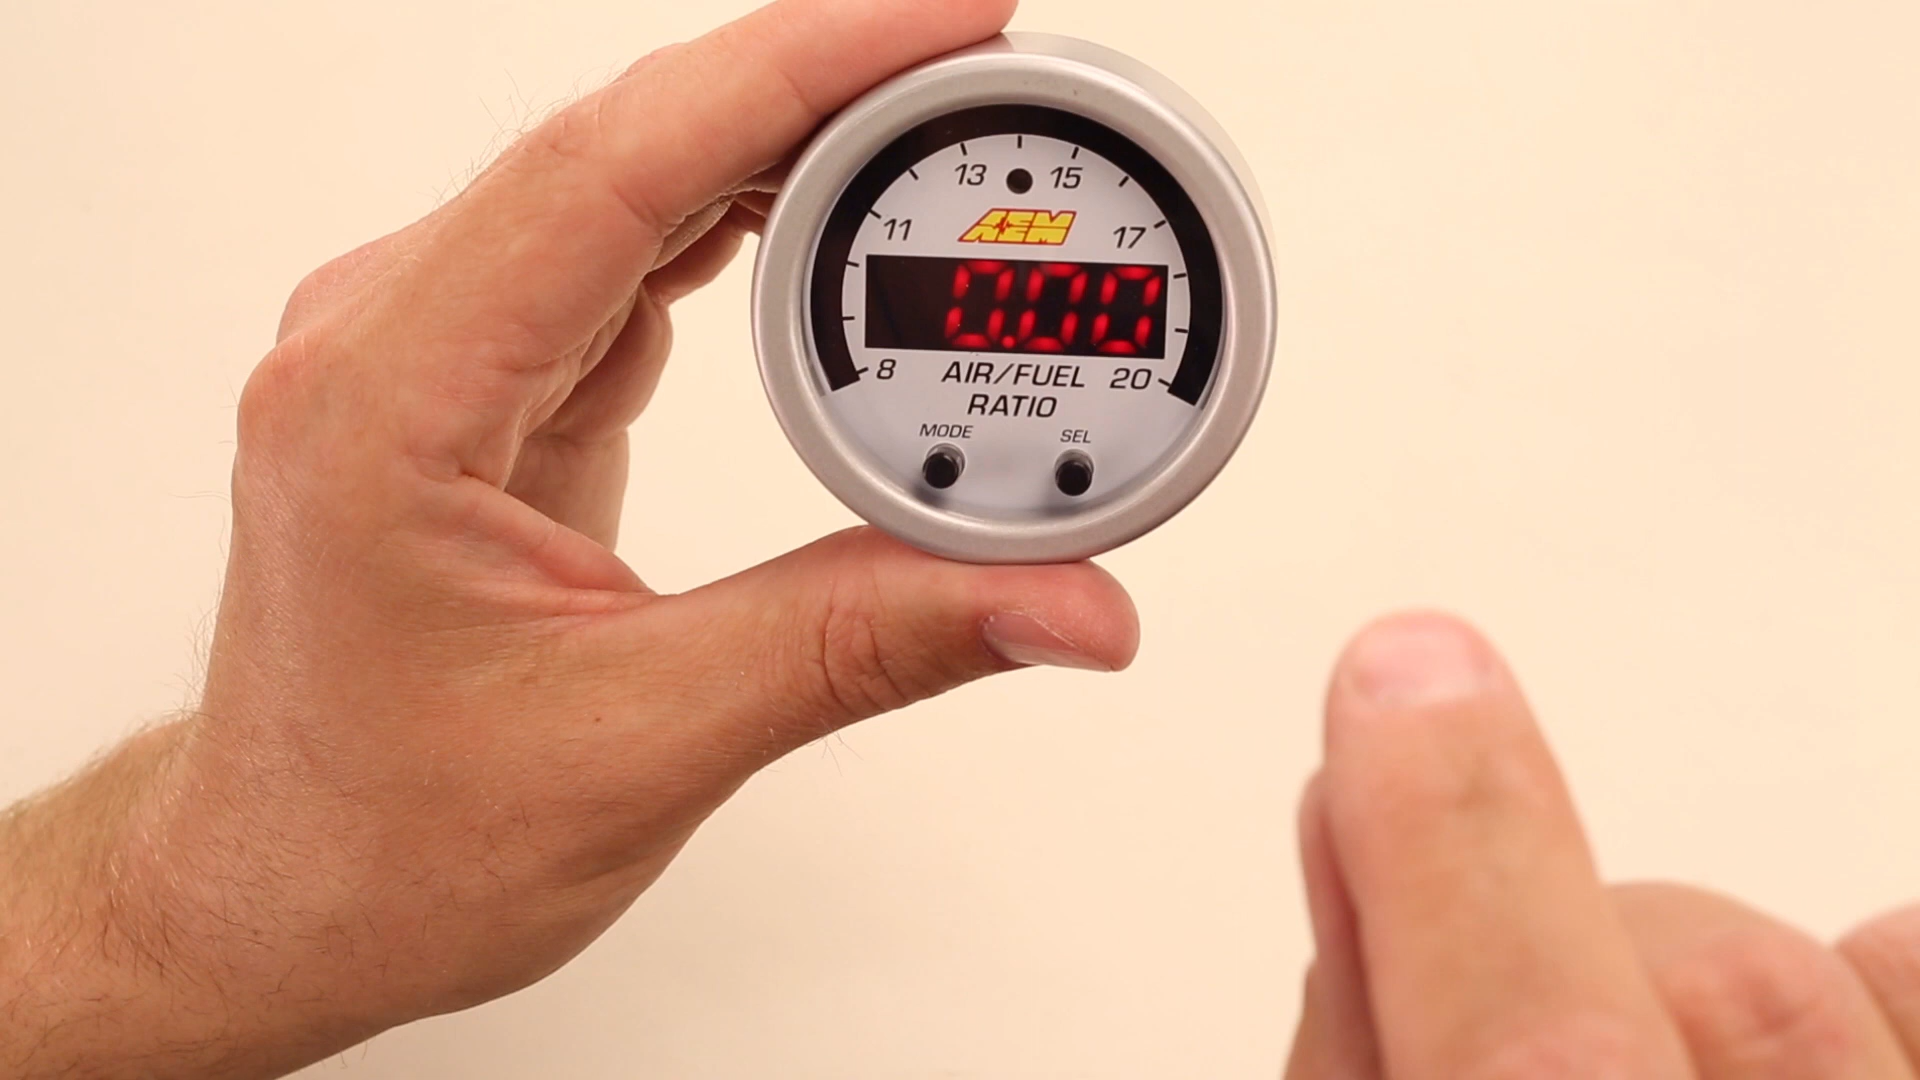 13 15
11 17
AEM
0.00
8 AIR/FUEL 20
RATIO
MODE SEL